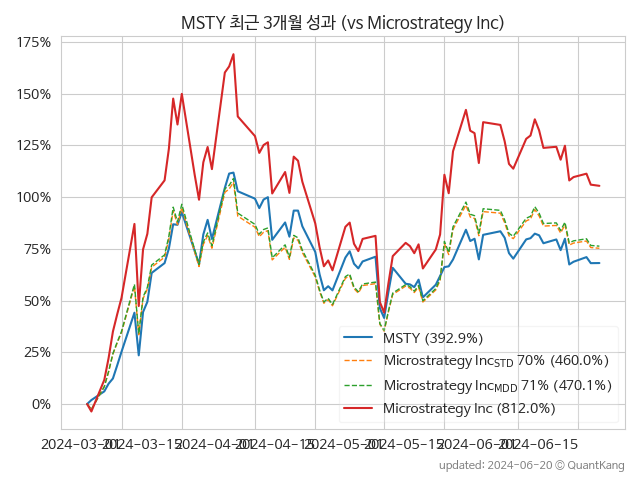 MSTY 최근 3개월 성과 (vs Microstrategy Inc)
175%
150%
125%
100%
75%
50%
25%
0%
MSTY (392.9%)
Microstrategy IncSTD 70% (460.0%)
Microstrategy IncMDD 71% (470.1%)
Microstrategy Inc (812.0%)
2024-03-01 2024-03-15 2024-04-01 2024-04-15 2024-05-01 2024-05-15 2024-06-01 2024-06-15
updated: 2024-06-20 © QuantKang